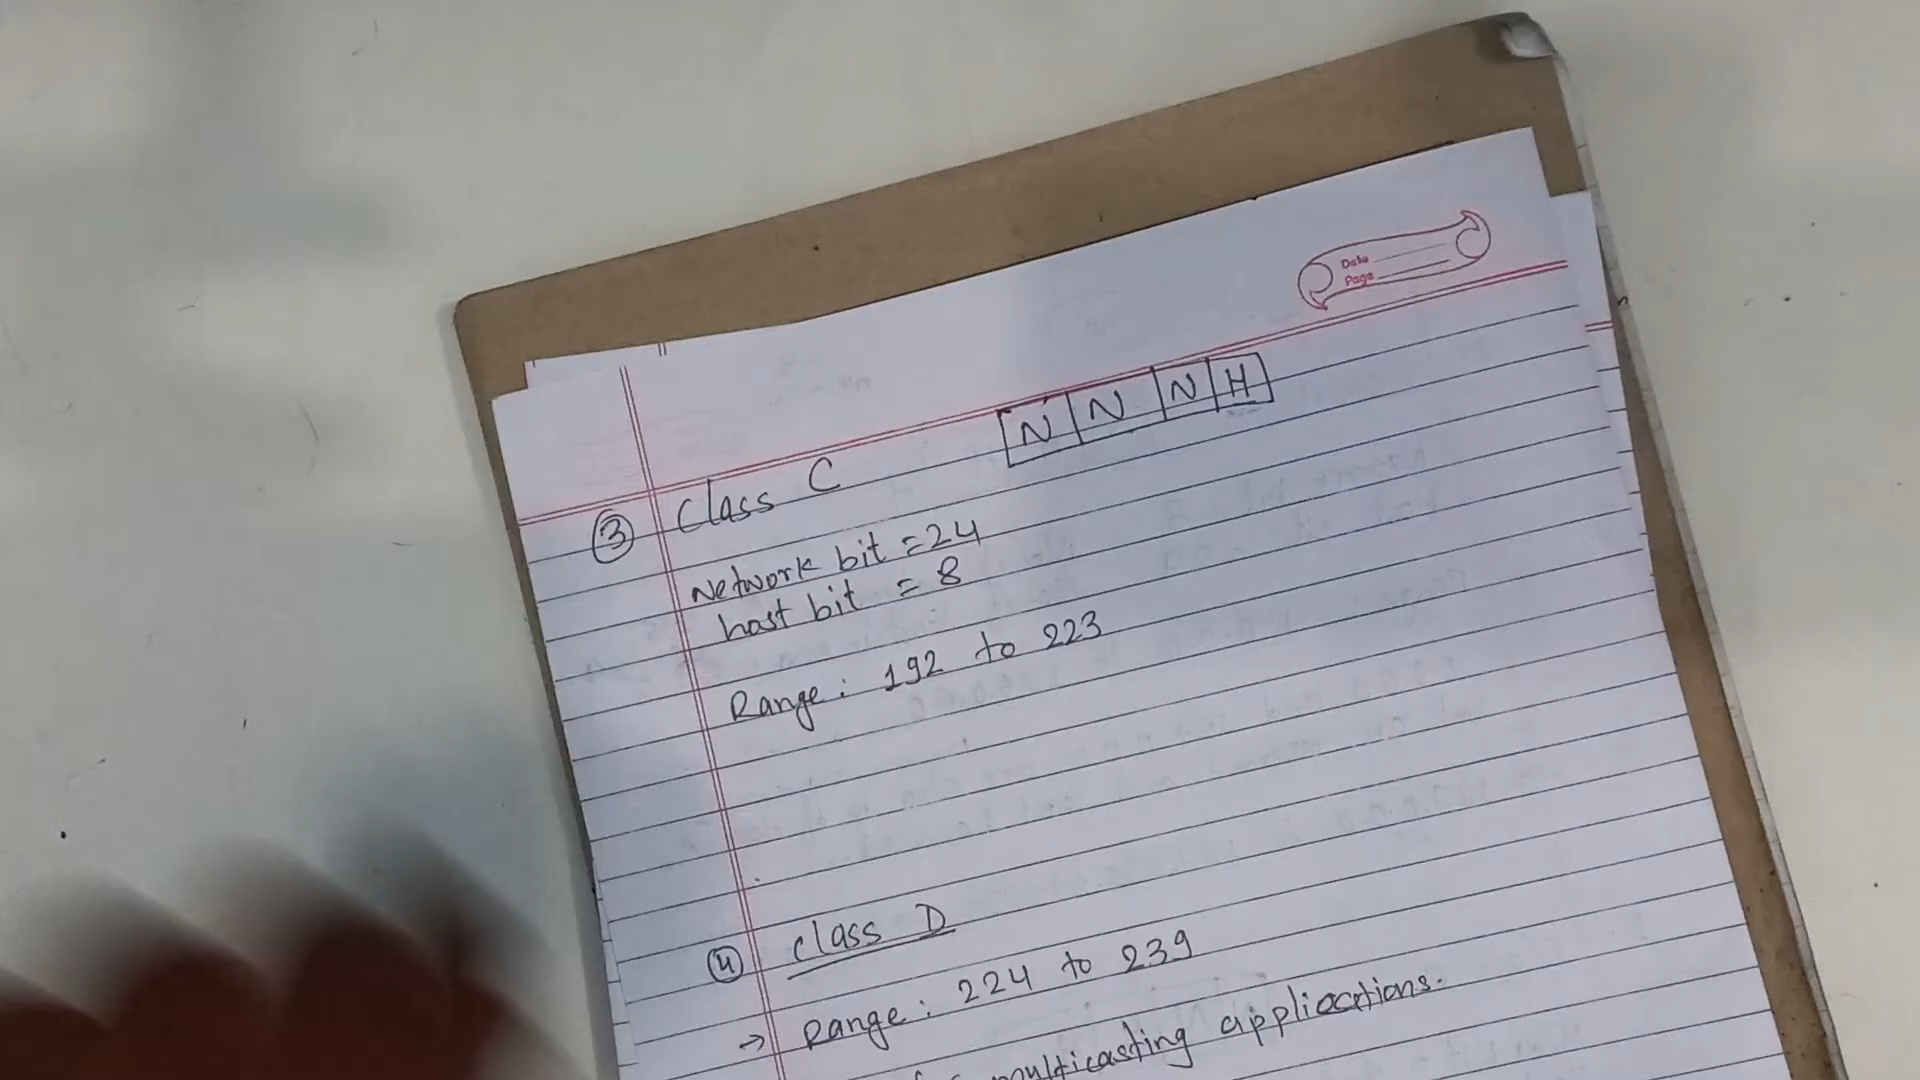 Date
Page
N N N H
③ Class C
Network bit = 24
host bit = 8
Range : 192 to 223
④ class D
→ Range : 224 to 239
multicasting applications.